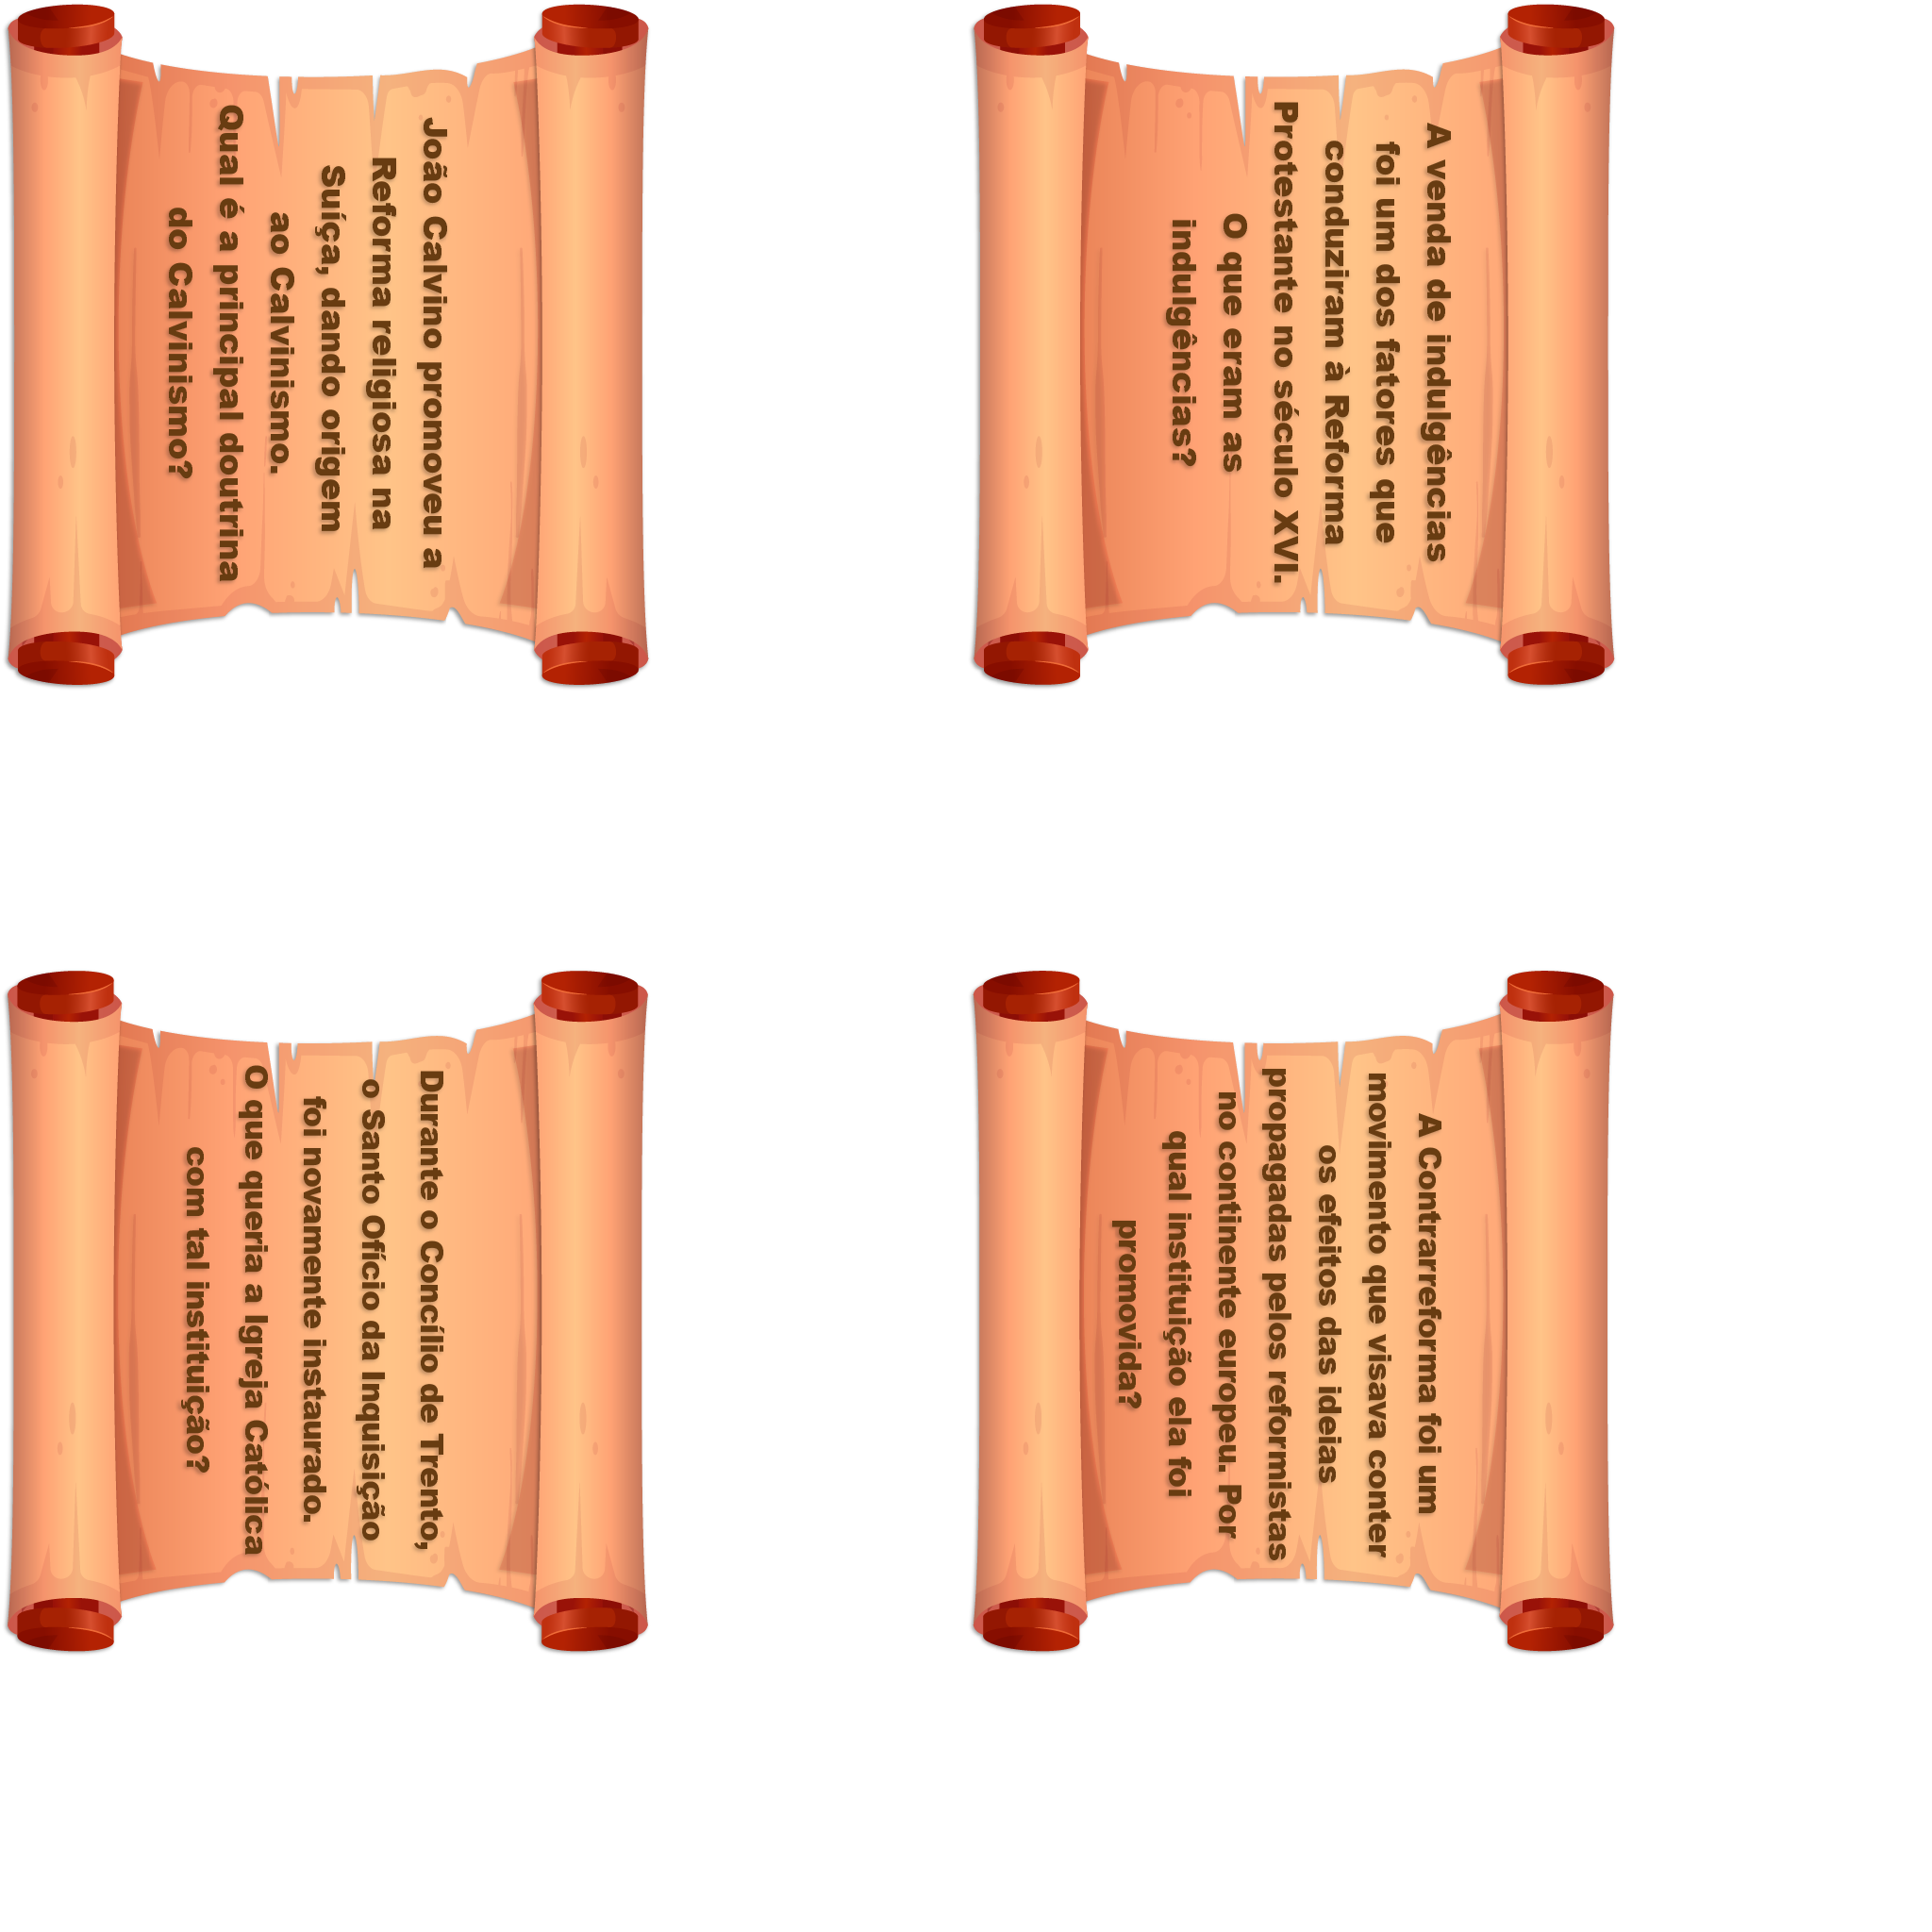 João Calvino promoveu a
Reforma religiosa na
Suíça, dando origem
ao Calvinismo.
Qual é a principal doutrina
do Calvinismo?
A venda de indulgências
foi um dos fatores que
conduziram à Reforma
Protestante no século XVI.
O que eram as
indulgências?
Durante o Concílio de Trento,
o Santo Ofício da Inquisição
foi novamente instaurado.
O que queria a Igreja Católica
com tal instituição?
A Contrarreforma foi um
movimento que visava conter
os efeitos das ideias
propagadas pelos reformistas
no continente europeu. Por
qual instituição ela foi
promovida?